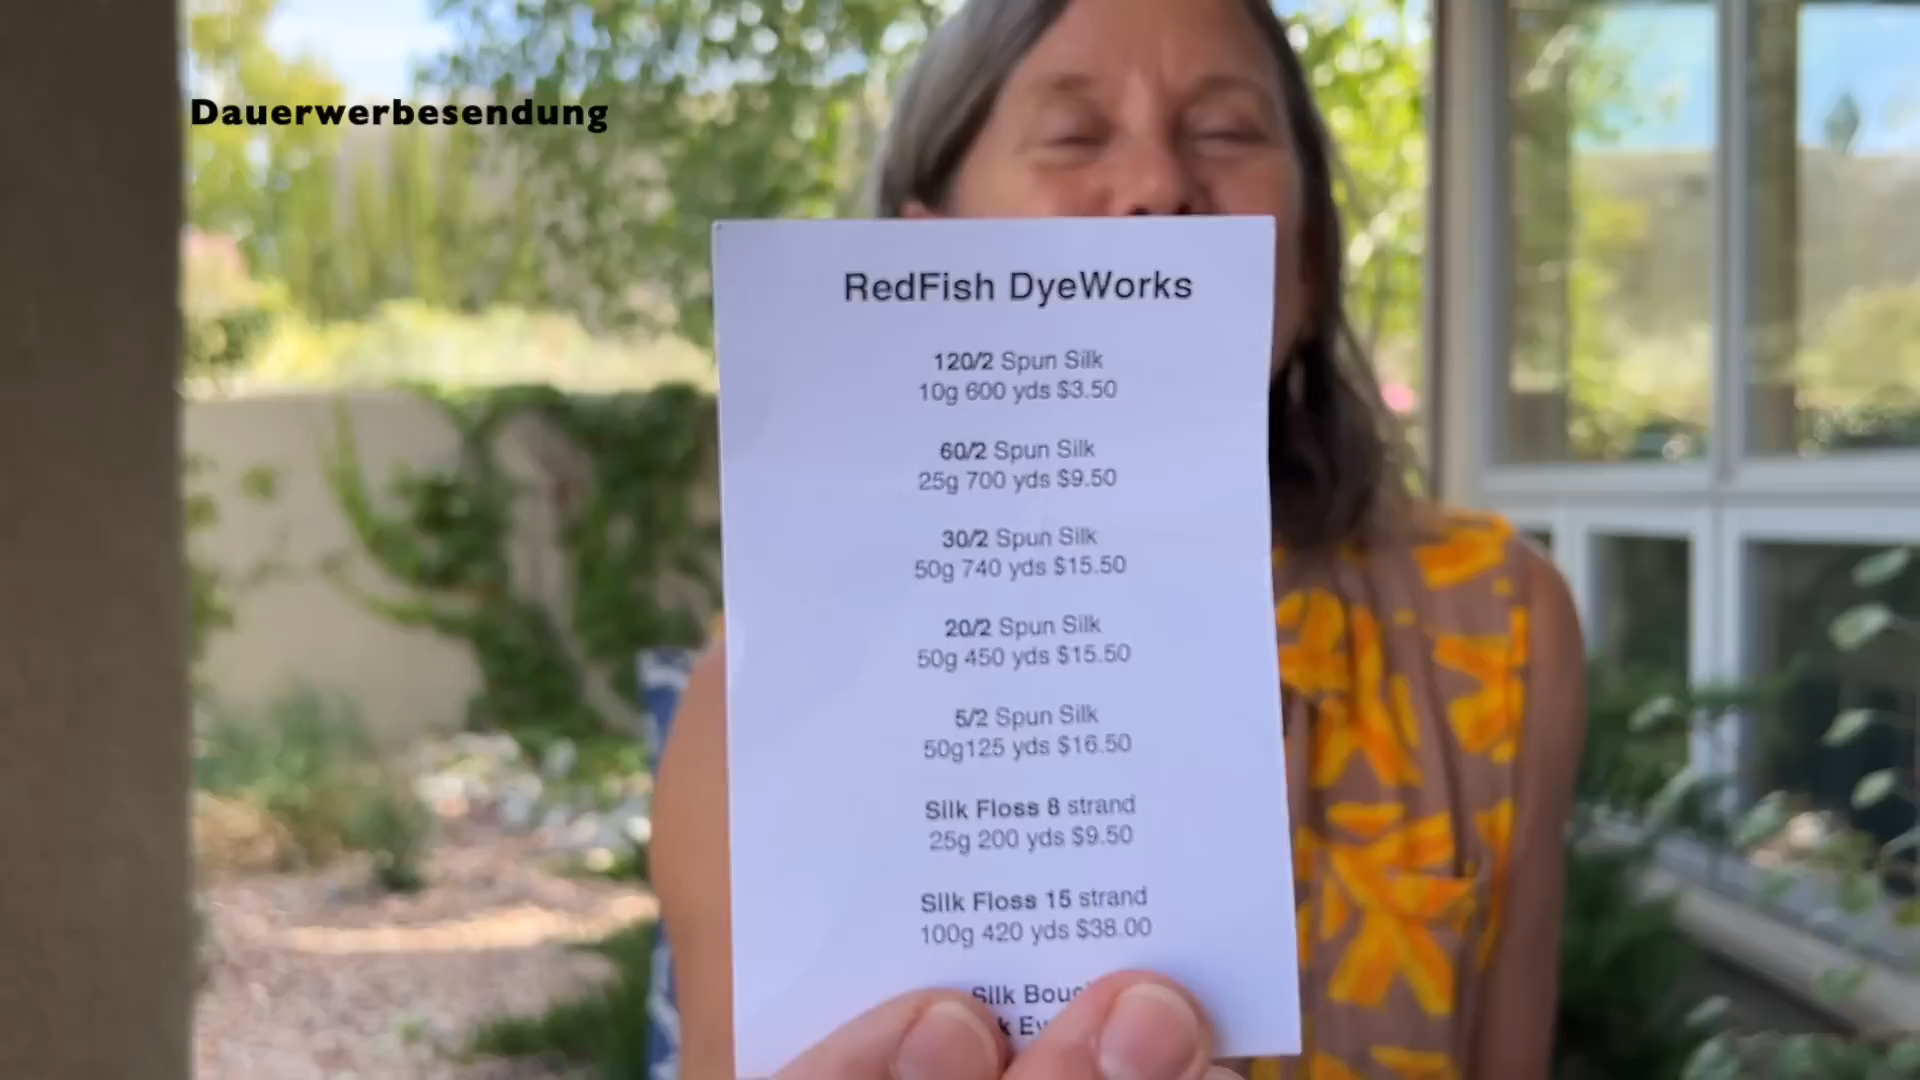 Dauerwerbesendung
RedFish DyeWorks
120/2 Spun Silk
10g 600 yds $3.50
60/2 Spun Silk
25g 700 yds $9.50
30/2 Spun Silk
50g 740 yds $15.50
20/2 Spun Silk
50g 450 yds $15.50
5/2 Spun Silk
50g125 yds $16.50
Silk Floss 8 strand
25g 200 yds $9.50
Silk Floss 15 strand
100g 420 yds $38.00
Silk